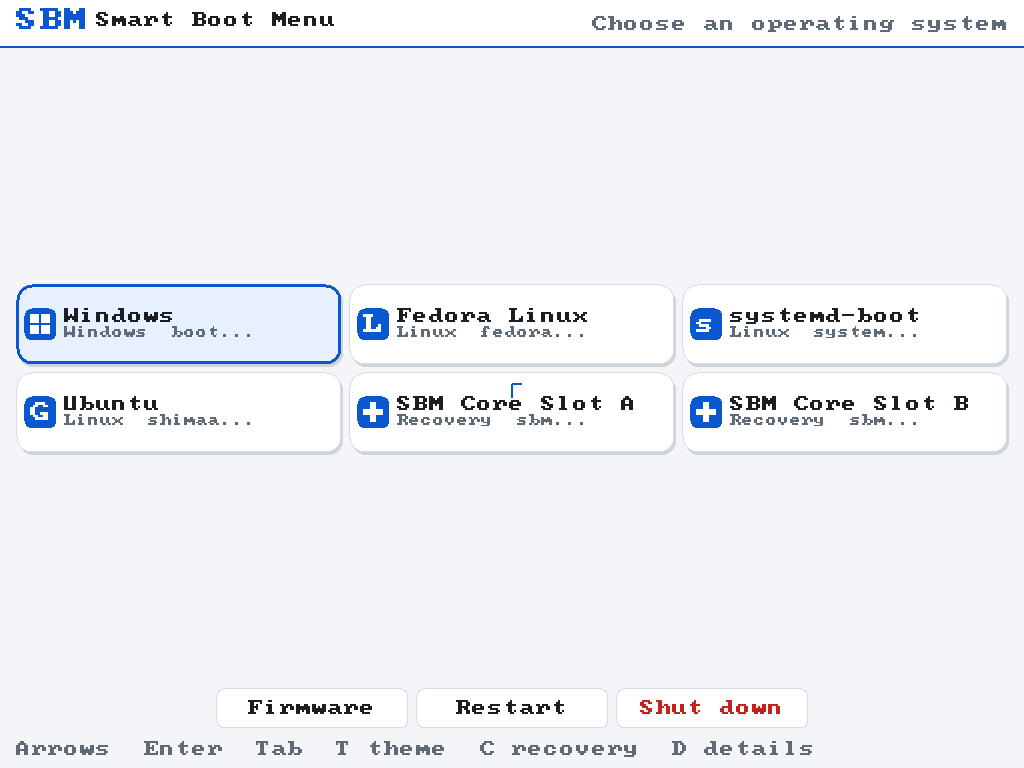 SBM Smart Boot Menu
Choose an operating system
Windows
Windows boot...
Fedora Linux
Linux fedora...
systemd-boot
Linux system...
Ubuntu
Linux shimaa...
SBM Core Slot A
Recovery sbm...
SBM Core Slot B
Recovery sbm...
Firmware
Restart
Shut down
Arrows Enter Tab T theme C recovery D details